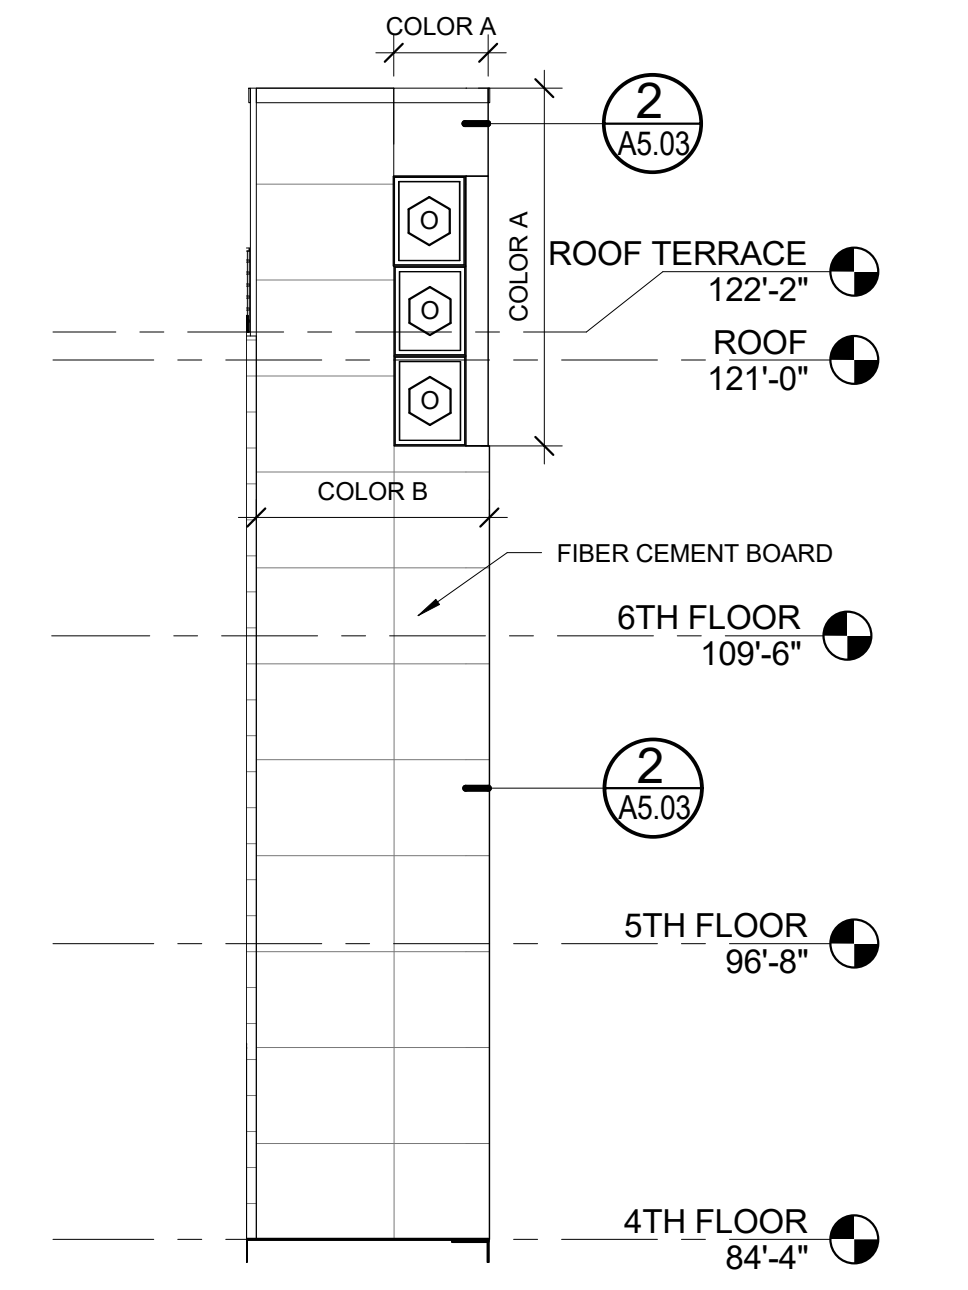 COLOR A
2
A5.03
O
COLOR A
ROOF TERRACE
122'-2"
O
ROOF
121'-0"
O
COLOR B
FIBER CEMENT BOARD
6TH FLOOR
109'-6"
2
A5.03
5TH FLOOR
96'-8"
4TH FLOOR
84'-4"